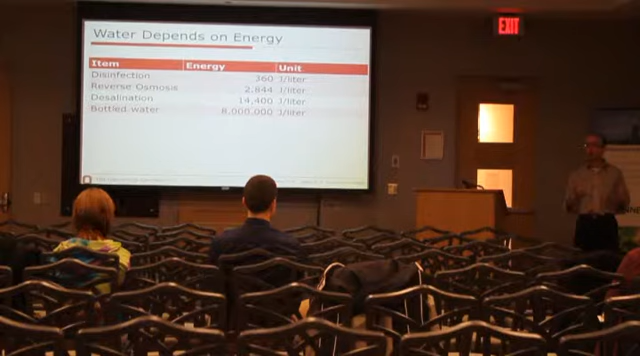 Water Depends on Energy
EXIT
Item Energy Unit
Disinfection 360 J/liter
Reverse Osmosis 2,844 J/liter
Desalination 14,400 J/liter
Bottled water 8,000,000 J/liter